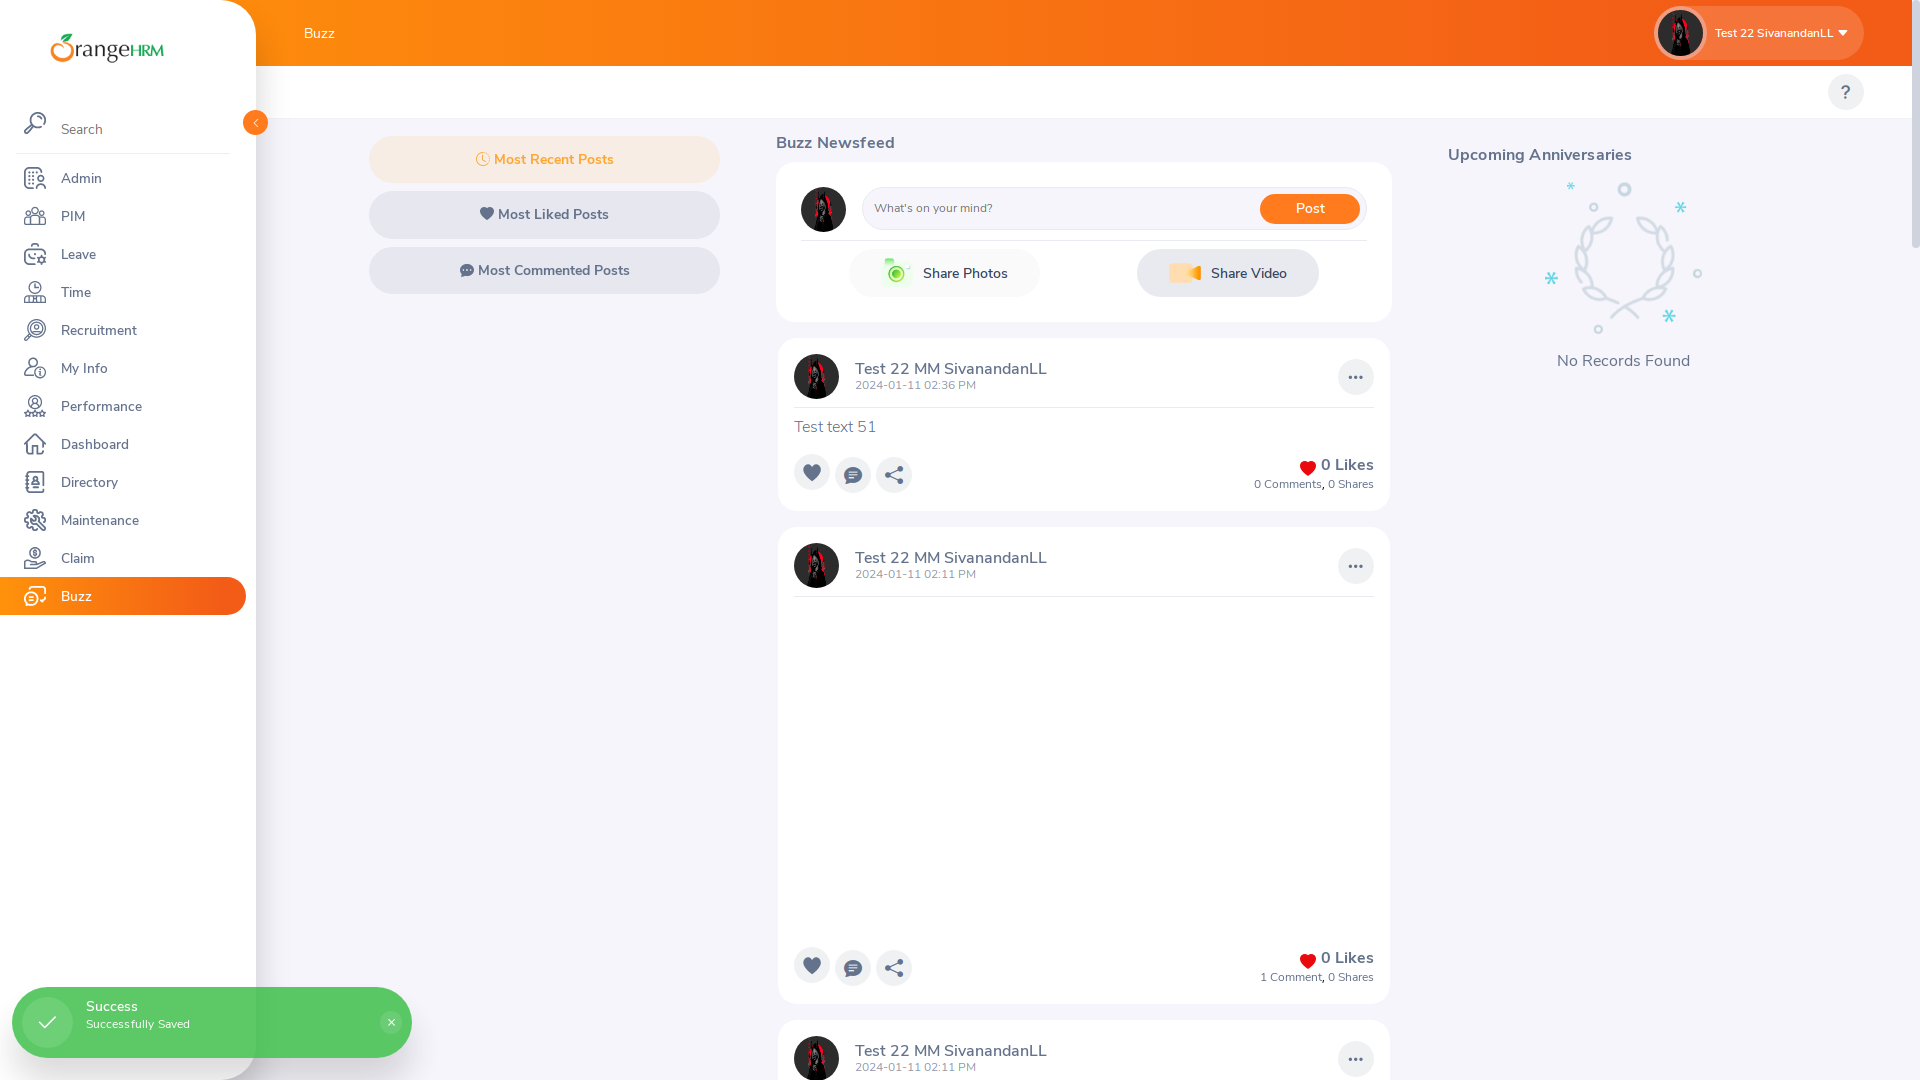 OrangeHRM
Search
Admin
PIM
Leave
Time
Recruitment
My Info
Performance
Dashboard
Directory
Maintenance
Claim
Buzz
Buzz
Test 22 SivanandanLL
?
Most Recent Posts
Most Liked Posts
Most Commented Posts
Buzz Newsfeed
What's on your mind?
Post
Share Photos
Share Video
Test 22 MM SivanandanLL
2024-01-11 02:36 PM
Test text 51
0 Likes
0 Comments, 0 Shares
Test 22 MM SivanandanLL
2024-01-11 02:11 PM
0 Likes
1 Comment, 0 Shares
Test 22 MM SivanandanLL
2024-01-11 02:11 PM
Upcoming Anniversaries
No Records Found
Success
Successfully Saved